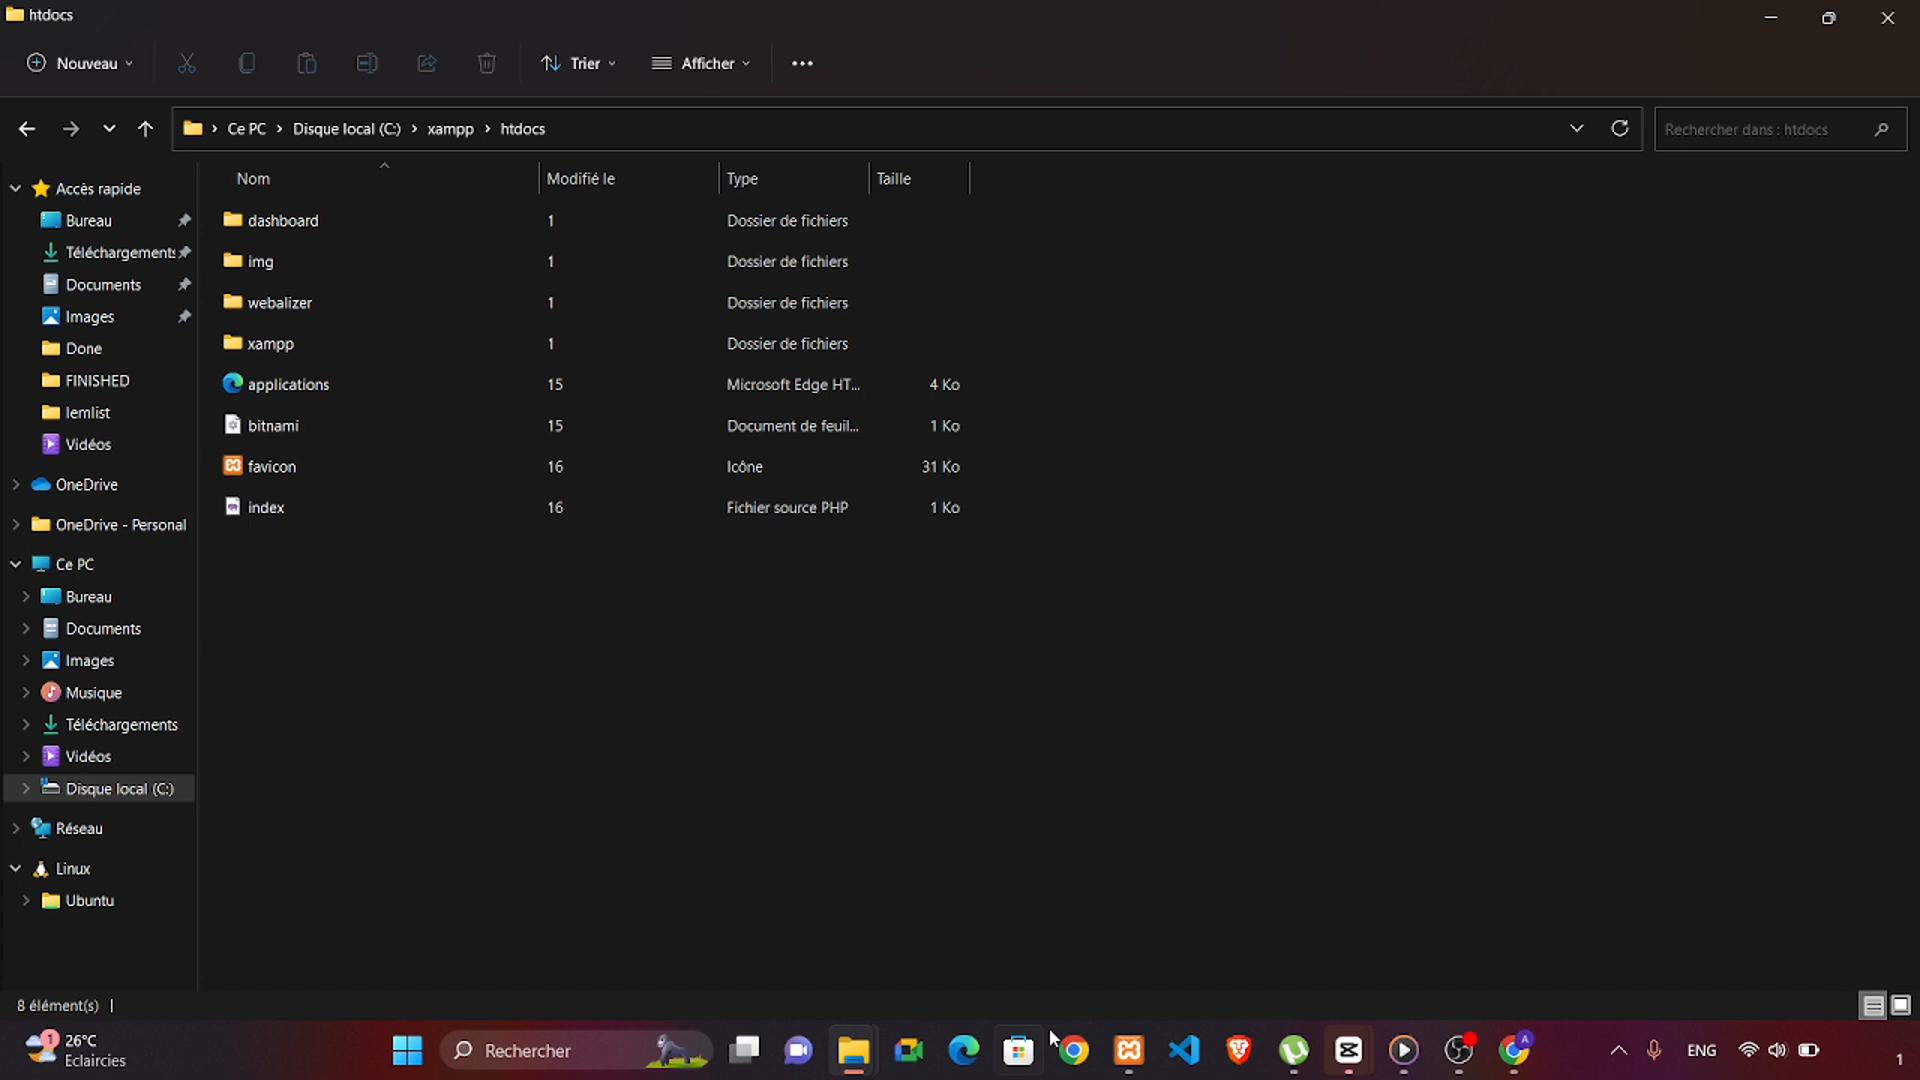 htdocs
Nouveau
Trier
Afficher
Ce PC
Disque local (C:)
xampp
htdocs
Rechercher dans : htdocs
Nom
Modifié le
Type
Taille
dashboard 1 Dossier de fichiers
img 1 Dossier de fichiers
webalizer 1 Dossier de fichiers
xampp 1 Dossier de fichiers
applications 15 Microsoft Edge HT... 4 Ko
bitnami 15 Document de feuil... 1 Ko
favicon 16 Icône 31 Ko
index 16 Fichier source PHP 1 Ko
Accès rapide
Bureau
Téléchargements
Documents
Images
Done
FINISHED
lemlist
Vidéos
OneDrive
OneDrive - Personal
Ce PC
Bureau
Documents
Images
Musique
Téléchargements
Vidéos
Disque local (C:)
Réseau
Linux
Ubuntu
8 élément(s)
1
26°C
Eclaircies
Rechercher
A
ENG
1